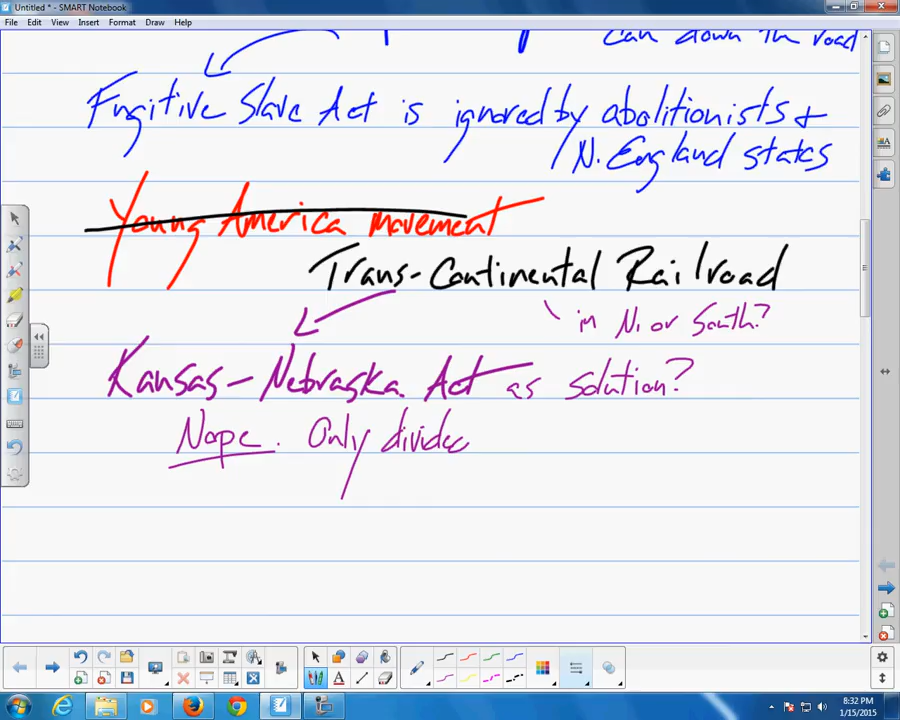 Untitled * - SMART Notebook
File Edit View Insert Format Draw Help
Can down the road
Fugitive Slave Act is ignored by abolitionists +
N. England states
Young America movement
Trans-Continental Railroad
in N. or South?
Kansas-Nebraska Act as solution?
Nope. Only divided
8:32 PM
1/15/2015